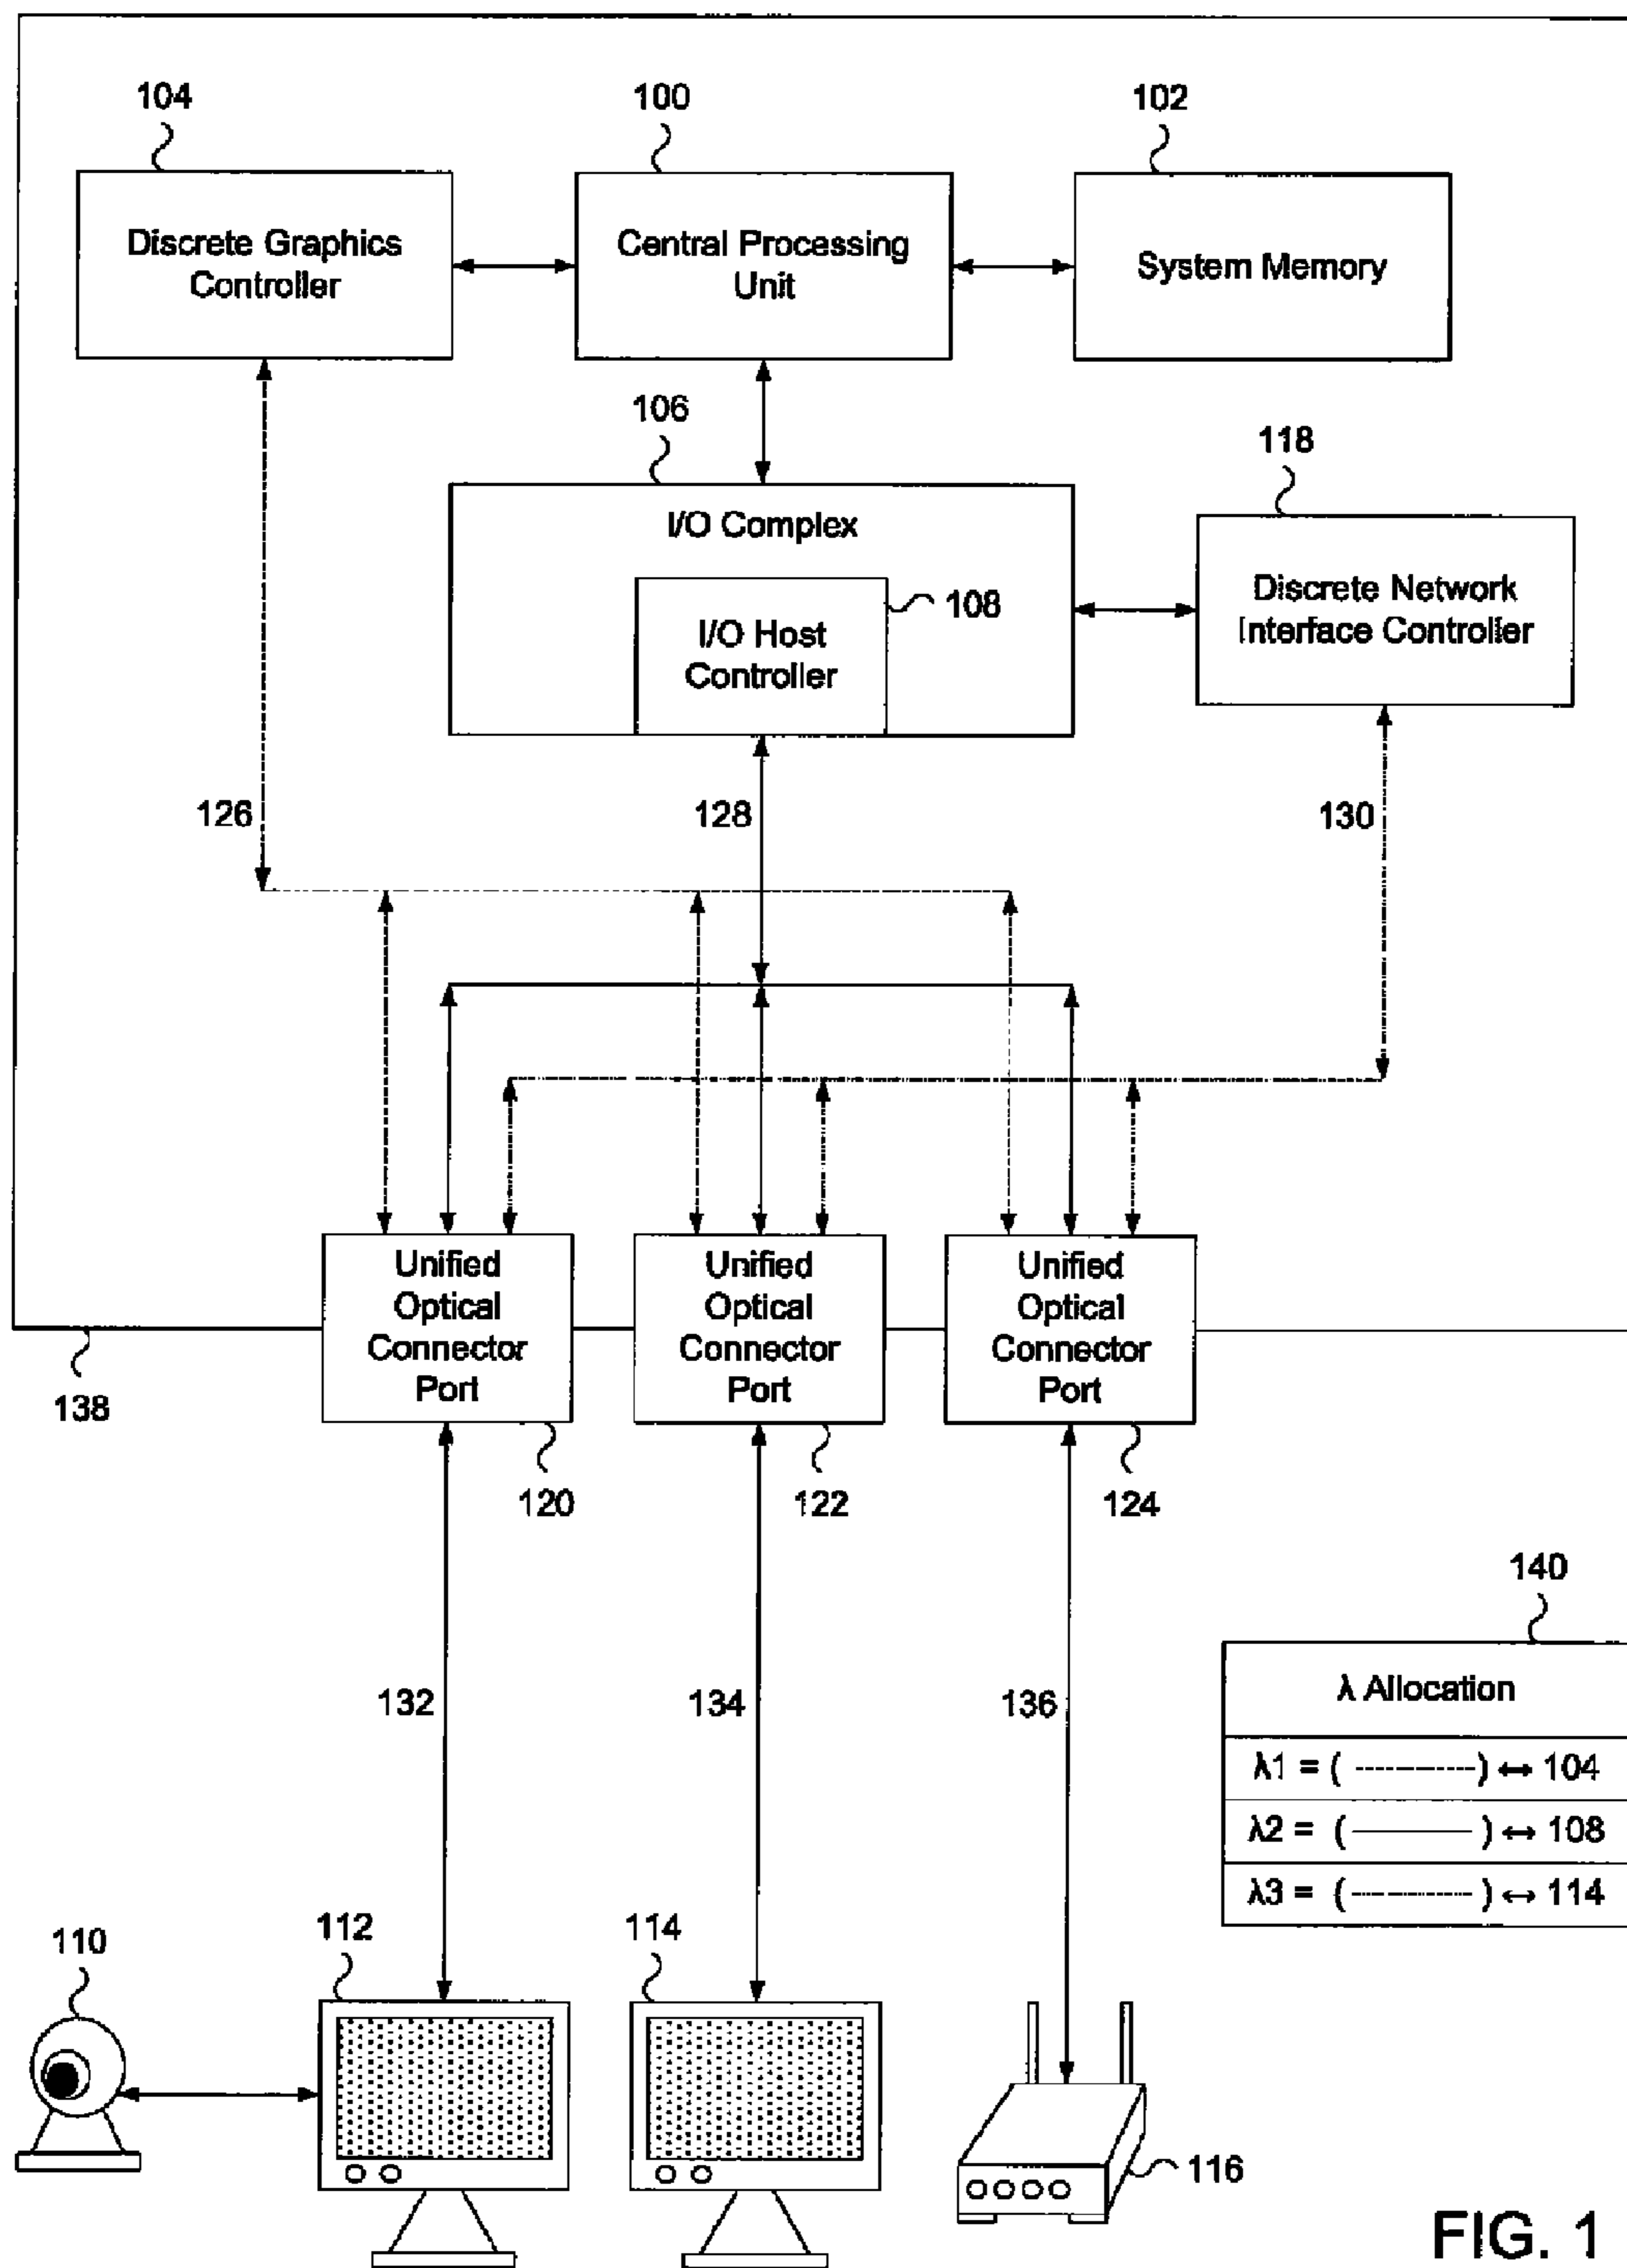 104
100
102
Discrete Graphics
Controller
Central Processing
Unit
System Memory
106
118
I/O Complex
108
I/O Host
Controller
Discrete Network
Interface Controller
126
128
130
Unified
Optical
Connector
Port
Unified
Optical
Connector
Port
Unified
Optical
Connector
Port
138
120
122
124
140
λ Allocation
λ1 = ( ---------- ) ↔ 104
λ2 = ( ——— ) ↔ 108
λ3 = ( —-—-— ) ↔ 114
132
134
136
110
112
114
116
FIG. 1